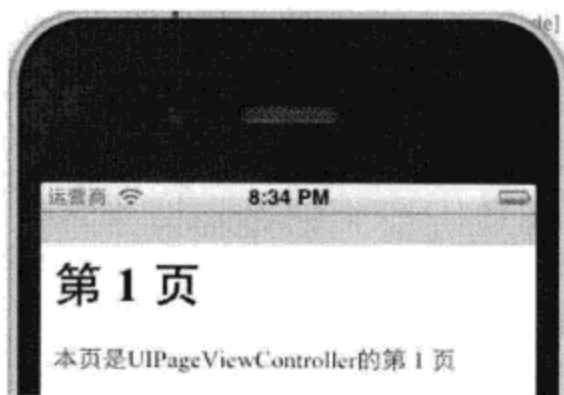 de]
运营商 8:34 PM
第 1 页
本页是UIPageViewController的第 1 页